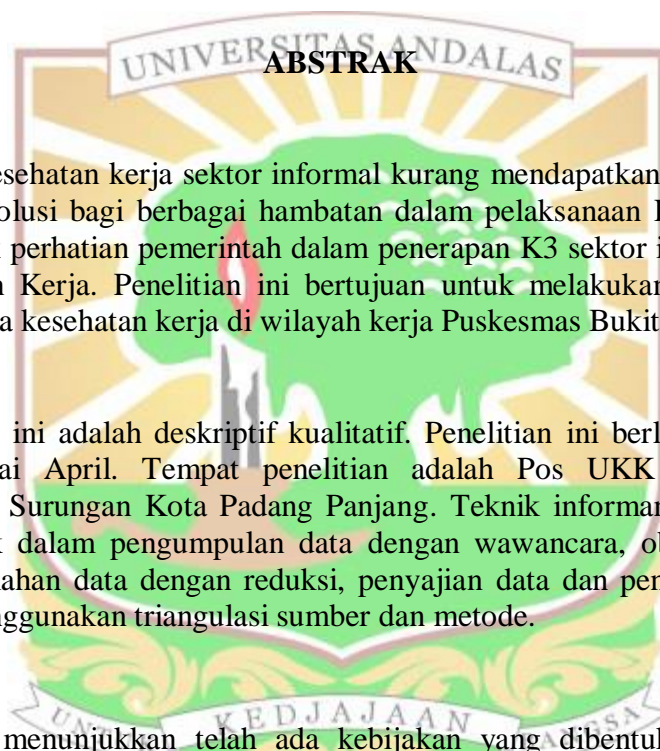 UNIVERSITAS ANDALAS
ABSTRAK
esehatan kerja sektor informal kurang mendapatkan
olusi bagi berbagai hambatan dalam pelaksanaan
perhatian pemerintah dalam penerapan K3 sektor i
Kerja. Penelitian ini bertujuan untuk melakukan
a kesehatan kerja di wilayah kerja Puskesmas Bukit
ini adalah deskriptif kualitatif. Penelitian ini berl
ai April. Tempat penelitian adalah Pos UKK
Surungan Kota Padang Panjang. Teknik informan
dalam pengumpulan data dengan wawancara, ob
ahan data dengan reduksi, penyajian data dan pen
nggunakan triangulasi sumber dan metode.
KEDJAJAAN
menunjukkan telah ada kebijakan yang dibentuk